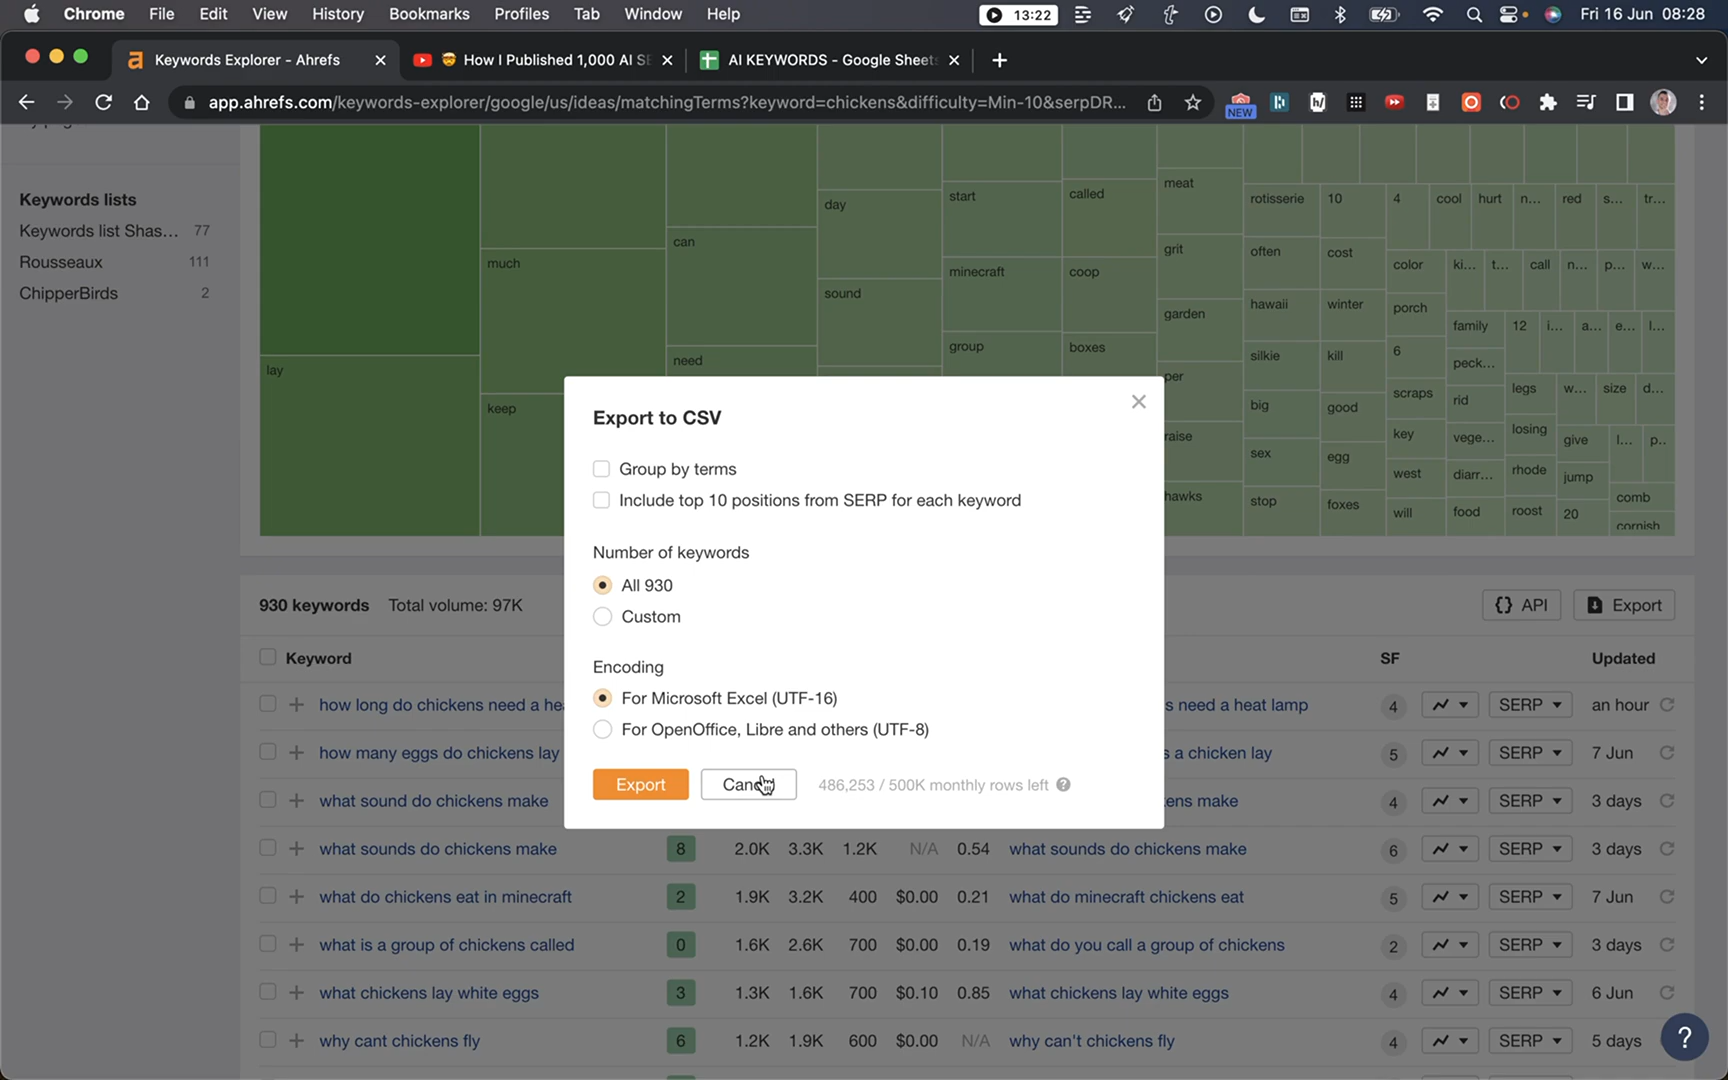 Chrome File Edit View History Bookmarks Profiles Tab Window Help 13:22 Fri 16 Jun 08:28
Keywords Explorer - Ahrefs How I Published 1,000 AI SE AI KEYWORDS - Google Sheets
app.ahrefs.com/keywords-explorer/google/us/ideas/matchingTerms?keyword=chickens&difficulty=Min-10&serpDR... NEW
Keywords lists
Keywords list Shas... 77
Rousseaux 111
ChipperBirds 2
lay
much
keep
can
need
day
sound
start
minecraft
group
called
coop
boxes
meat
grit
garden
per
raise
hawks
rotisserie
often
hawaii
silkie
big
sex
stop
10
cost
winter
kill
good
egg
foxes
4 cool hurt n... red s... tr...
color ki... t... call n... p... w...
porch family 12 i... a... e... l...
6 peck... legs w... size d...
scraps rid losing give l... p...
key vege... rhode jump
west diarr... roost 20 comb
will food cornish
Export to CSV
Group by terms
Include top 10 positions from SERP for each keyword
Number of keywords
All 930
Custom
Encoding
For Microsoft Excel (UTF-16)
For OpenOffice, Libre and others (UTF-8)
Export Cancel 486,253 / 500K monthly rows left ?
930 keywords Total volume: 97K {} API Export
Keyword SF Updated
how long do chickens need a hea s need a heat lamp 4 SERP an hour
how many eggs do chickens lay s a chicken lay 5 SERP 7 Jun
what sound do chickens make ens make 4 SERP 3 days
what sounds do chickens make 8 2.0K 3.3K 1.2K N/A 0.54 what sounds do chickens make 6 SERP 3 days
what do chickens eat in minecraft 2 1.9K 3.2K 400 $0.00 0.21 what do minecraft chickens eat 5 SERP 7 Jun
what is a group of chickens called 0 1.6K 2.6K 700 $0.00 0.19 what do you call a group of chickens 2 SERP 3 days
what chickens lay white eggs 3 1.3K 1.6K 700 $0.10 0.85 what chickens lay white eggs 4 SERP 6 Jun
why cant chickens fly 6 1.2K 1.9K 600 $0.00 N/A why can't chickens fly 4 SERP 5 days
?